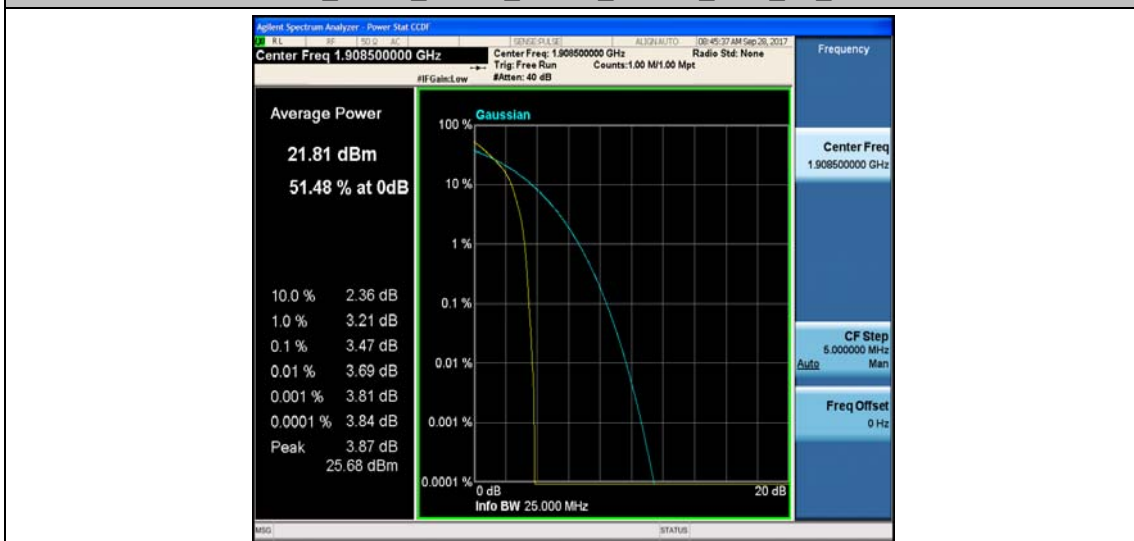 Agilent Spectrum Analyzer - Power Stat CCDF
RL RF 50 Ω AC SENSE:PULSE ALIGN AUTO 08:45:37 AM Sep 28, 2017
Center Freq 1.908500000 GHz
Center Freq: 1.908500000 GHz Radio Std: None
Trig: Free Run Counts:1.00 M/1.00 Mpt
#IFGain:Low #Atten: 40 dB
Frequency
Average Power
21.81 dBm
51.48 % at 0dB
10.0 % 2.36 dB
1.0 % 3.21 dB
0.1 % 3.47 dB
0.01 % 3.69 dB
0.001 % 3.81 dB
0.0001 % 3.84 dB
Peak 3.87 dB
25.68 dBm
Gaussian
100 %
10 %
1 %
0.1 %
0.01 %
0.001 %
0.0001 %
0 dB 20 dB
Info BW 25.000 MHz
Center Freq
1.908500000 GHz
CF Step
5.000000 MHz
Auto Man
Freq Offset
0 Hz
MSG STATUS